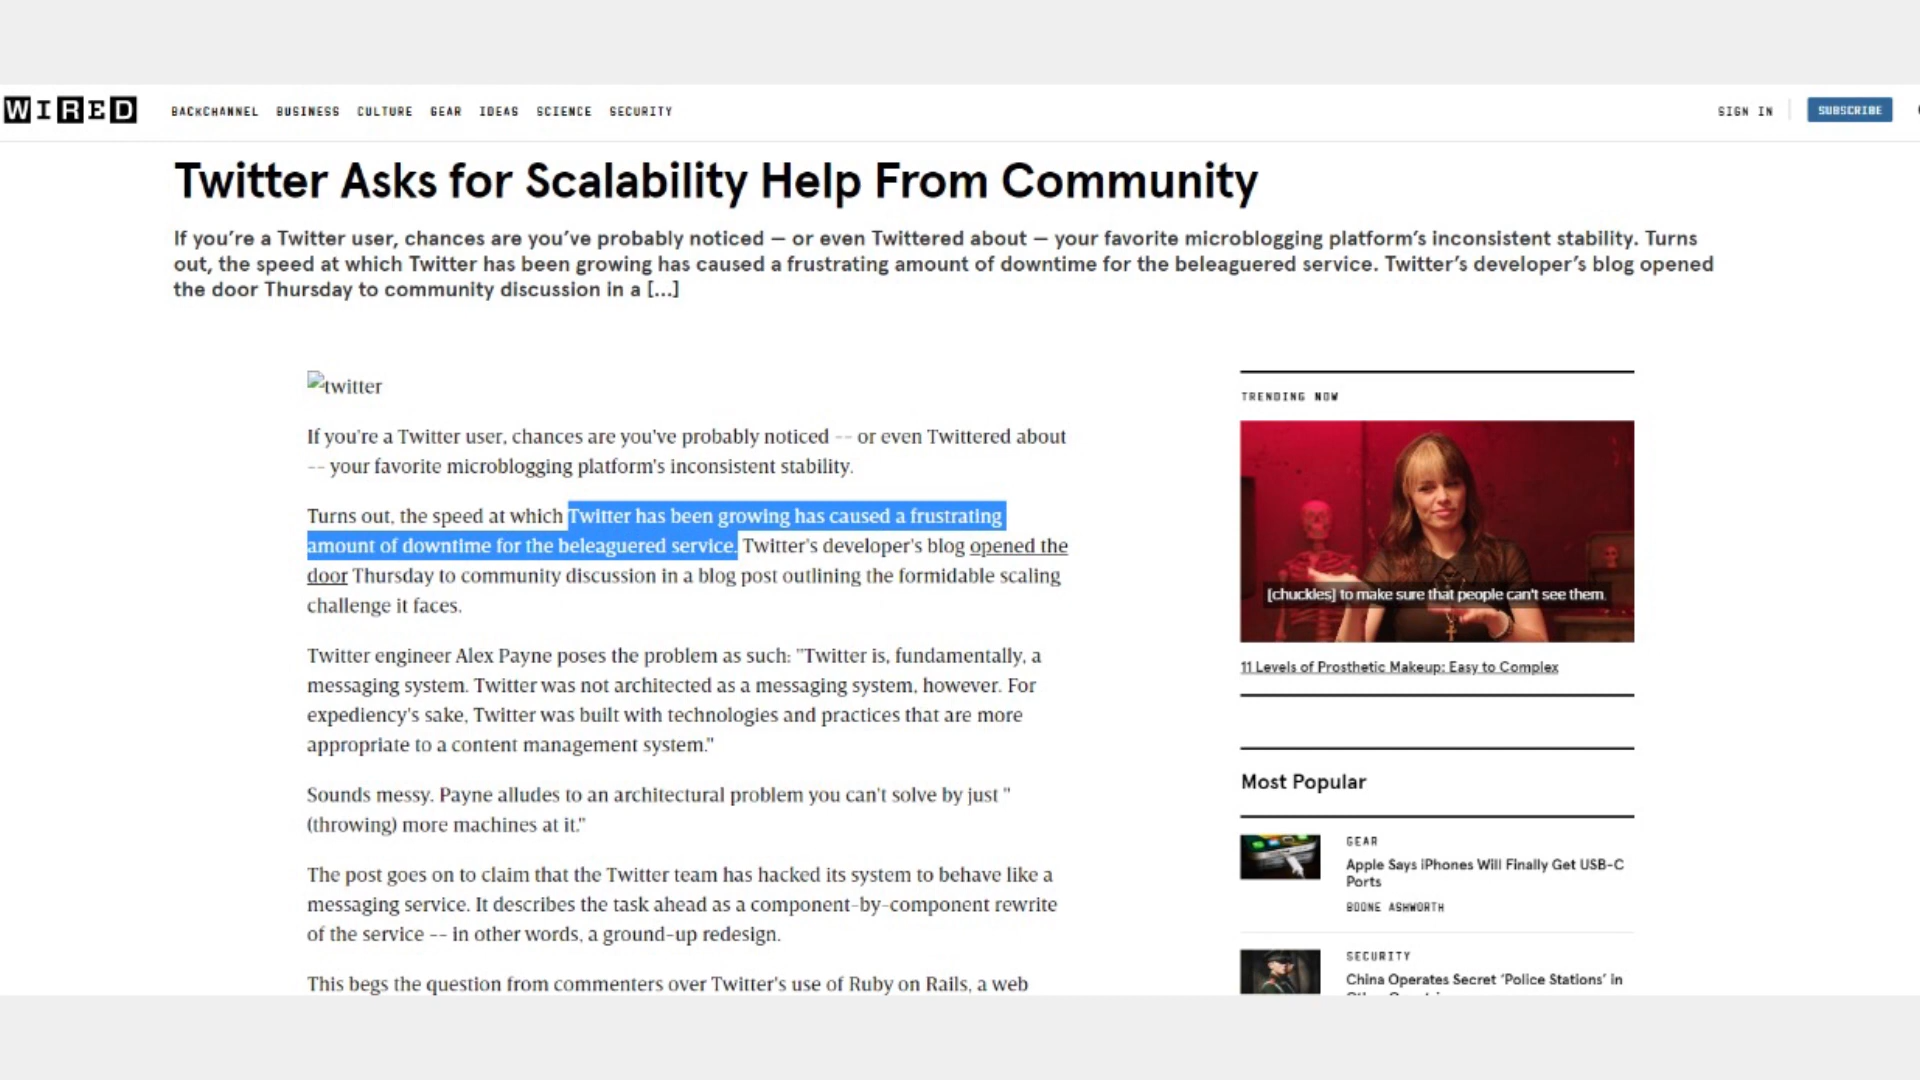 WIRED
BACKCHANNEL BUSINESS CULTURE GEAR IDEAS SCIENCE SECURITY
SIGN IN
SUBSCRIBE
Twitter Asks for Scalability Help From Community
If you’re a Twitter user, chances are you’ve probably noticed — or even Twittered about — your favorite microblogging platform’s inconsistent stability. Turns
out, the speed at which Twitter has been growing has caused a frustrating amount of downtime for the beleaguered service. Twitter’s developer’s blog opened
the door Thursday to community discussion in a [...]
twitter
If you're a Twitter user, chances are you've probably noticed -- or even Twittered about
-- your favorite microblogging platform's inconsistent stability.
Turns out, the speed at which Twitter has been growing has caused a frustrating
amount of downtime for the beleaguered service. Twitter's developer's blog opened the
door Thursday to community discussion in a blog post outlining the formidable scaling
challenge it faces.
Twitter engineer Alex Payne poses the problem as such: "Twitter is, fundamentally, a
messaging system. Twitter was not architected as a messaging system, however. For
expediency's sake, Twitter was built with technologies and practices that are more
appropriate to a content management system."
Sounds messy. Payne alludes to an architectural problem you can't solve by just "
(throwing) more machines at it."
The post goes on to claim that the Twitter team has hacked its system to behave like a
messaging service. It describes the task ahead as a component-by-component rewrite
of the service -- in other words, a ground-up redesign.
This begs the question from commenters over Twitter's use of Ruby on Rails, a web
TRENDING NOW
[chuckles] to make sure that people can't see them.
11 Levels of Prosthetic Makeup: Easy to Complex
Most Popular
GEAR
Apple Says iPhones Will Finally Get USB-C
Ports
BOONE ASHWORTH
SECURITY
China Operates Secret ‘Police Stations’ in